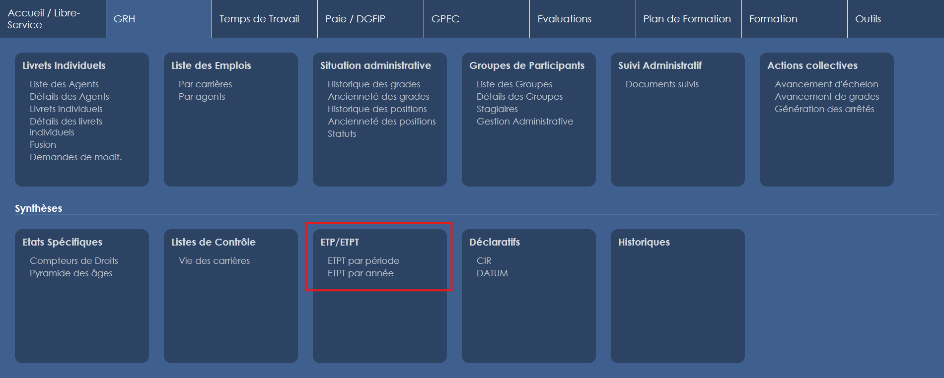 Accueil / Libre-
Service
GRH
Temps de Travail
Paie / DGFIP
GPEC
Evaluations
Plan de Formation
Formation
Outils
Livrets Individuels
Liste des Agents
Détails des Agents
Livrets Individuels
Détails des livrets
individuels
Fusion
Demandes de modif.
Liste des Emplois
Par carrières
Par agents
Situation administrative
Historique des grades
Ancienneté des grades
Historique des positions
Ancienneté des positions
Statuts
Groupes de Participants
Liste des Groupes
Détails des Groupes
Stagiaires
Gestion Administrative
Suivi Administratif
Documents suivis
Actions collectives
Avancement d'échelon
Avancement de grades
Génération des arrêtés
Synthèses
Etats Spécifiques
Compteurs de Droits
Pyramide des âges
Listes de Contrôle
Vie des carrières
ETP/ETPT
ETPT par période
ETPT par année
Déclaratifs
CIR
DATUM
Historiques